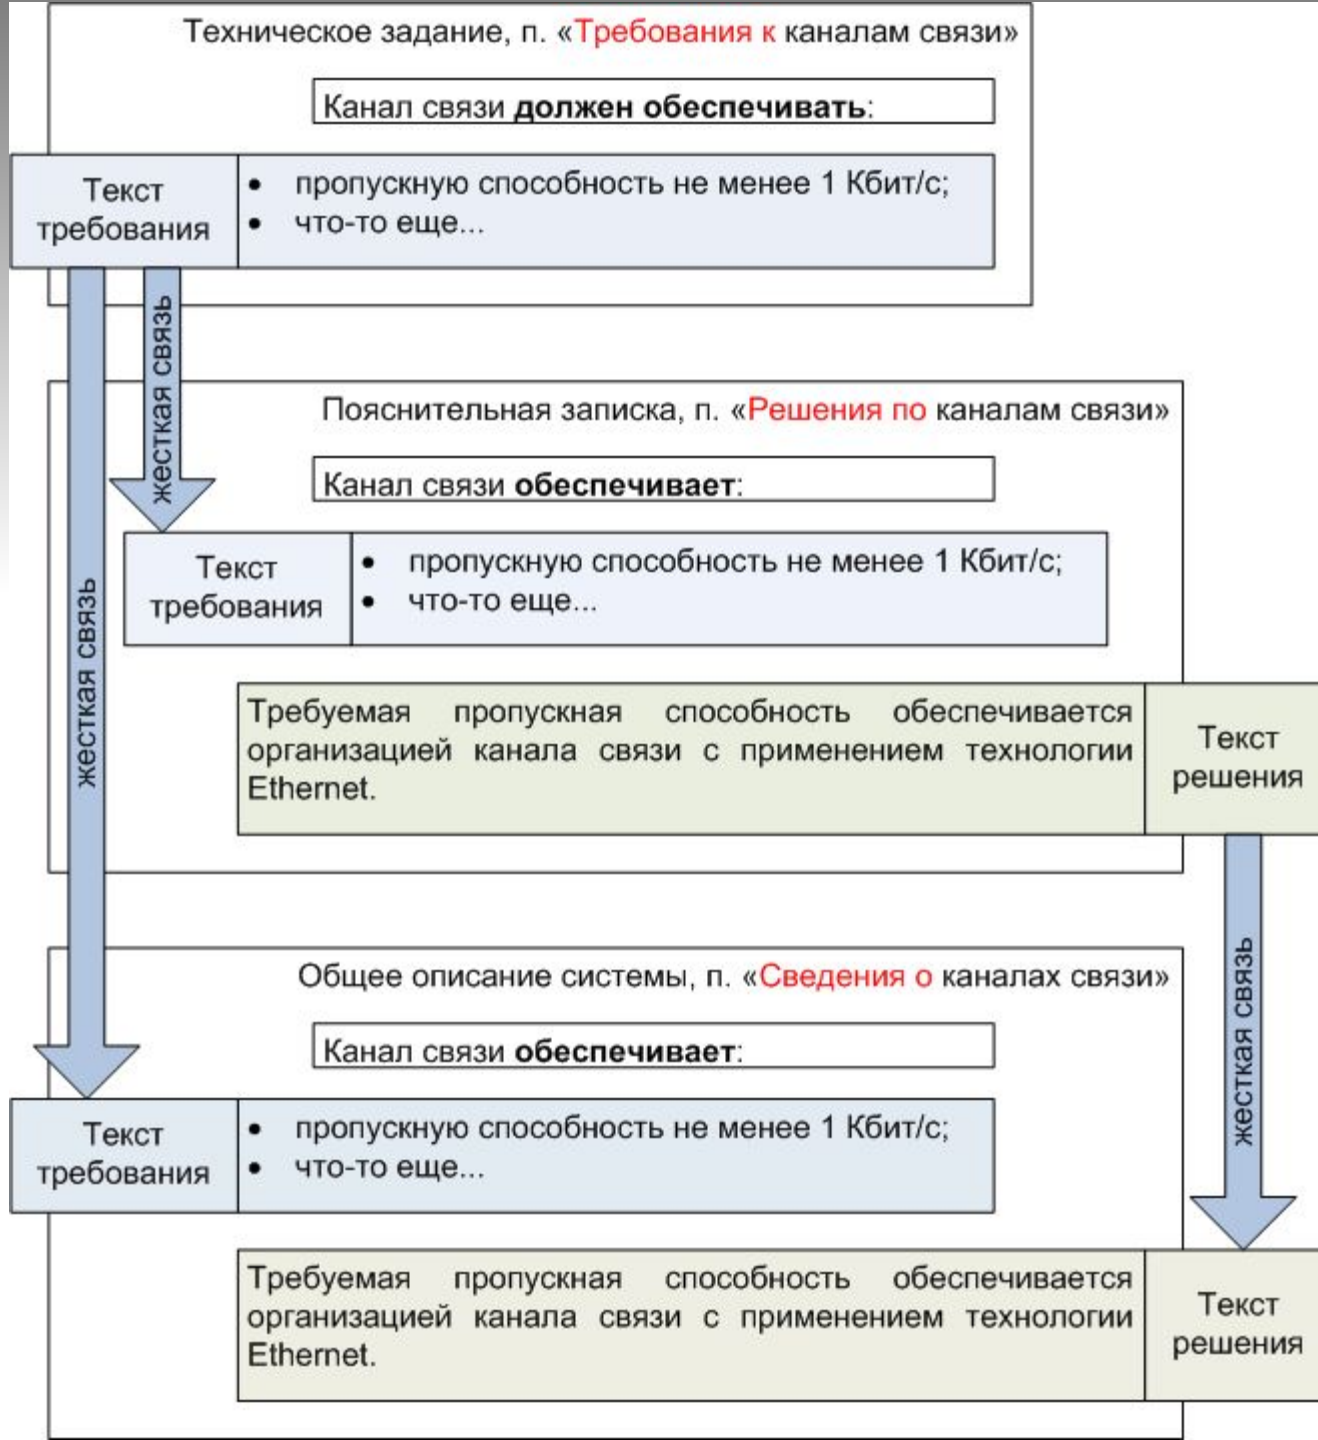 Техническое задание, п. «Требования к каналам связи»
Канал связи должен обеспечивать:
Текст
требования
• пропускную способность не менее 1 Кбит/с;
• что-то еще...
жесткая связь
жесткая связь
Пояснительная записка, п. «Решения по каналам связи»
Канал связи обеспечивает:
Текст
требования
• пропускную способность не менее 1 Кбит/с;
• что-то еще...
Требуемая пропускная способность обеспечивается
организацией канала связи с применением технологии
Ethernet.
Текст
решения
жесткая связь
Общее описание системы, п. «Сведения о каналах связи»
Канал связи обеспечивает:
Текст
требования
• пропускную способность не менее 1 Кбит/с;
• что-то еще...
Требуемая пропускная способность обеспечивается
организацией канала связи с применением технологии
Ethernet.
Текст
решения